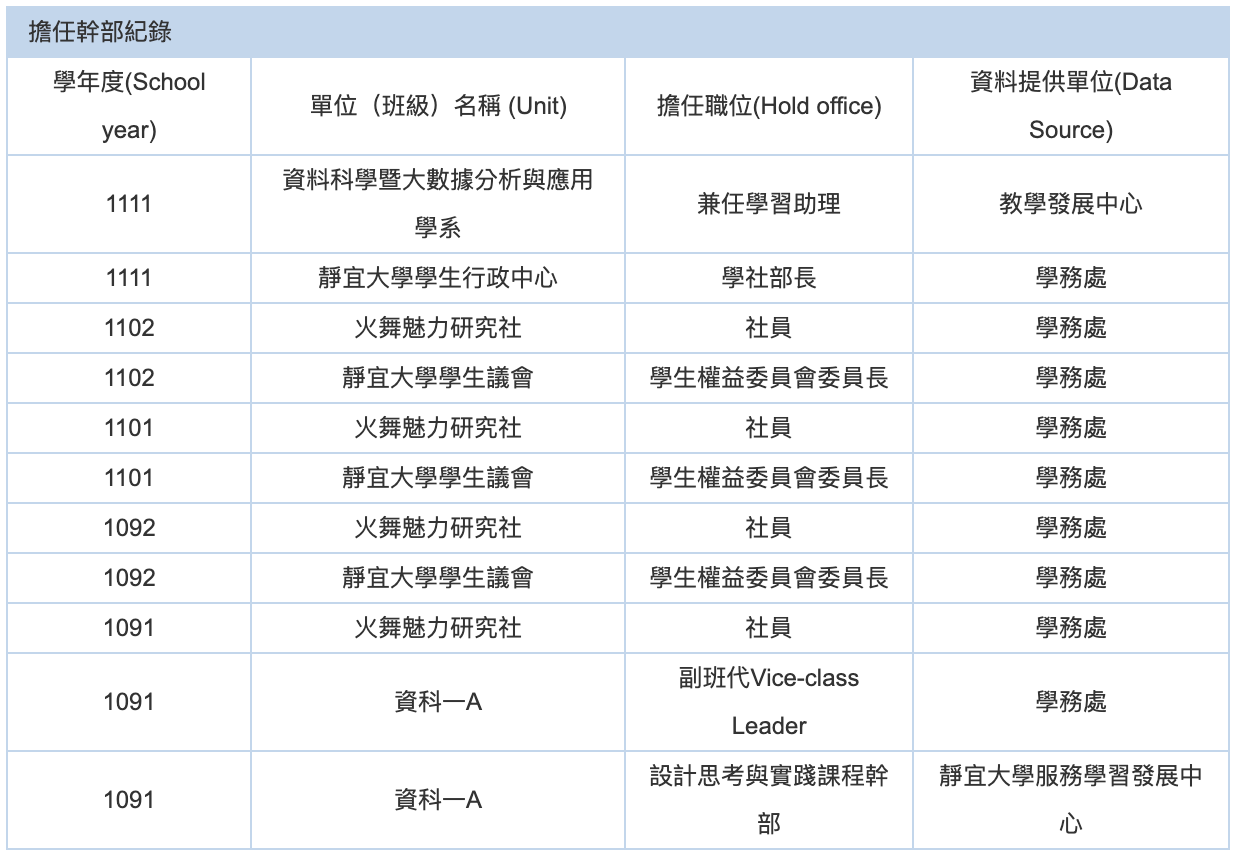 擔任幹部紀錄
學年度(School
year)
單位（班級）名稱 (Unit)
擔任職位(Hold office)
資料提供單位(Data
Source)
1111
資料科學暨大數據分析與應用
學系
兼任學習助理
教學發展中心
1111
靜宜大學學生行政中心
學社部長
學務處
1102
火舞魅力研究社
社員
學務處
1102
靜宜大學學生議會
學生權益委員會委員長
學務處
1101
火舞魅力研究社
社員
學務處
1101
靜宜大學學生議會
學生權益委員會委員長
學務處
1092
火舞魅力研究社
社員
學務處
1092
靜宜大學學生議會
學生權益委員會委員長
學務處
1091
火舞魅力研究社
社員
學務處
1091
資科一A
副班代Vice-class
Leader
學務處
1091
資科一A
設計思考與實踐課程幹
部
靜宜大學服務學習發展中
心